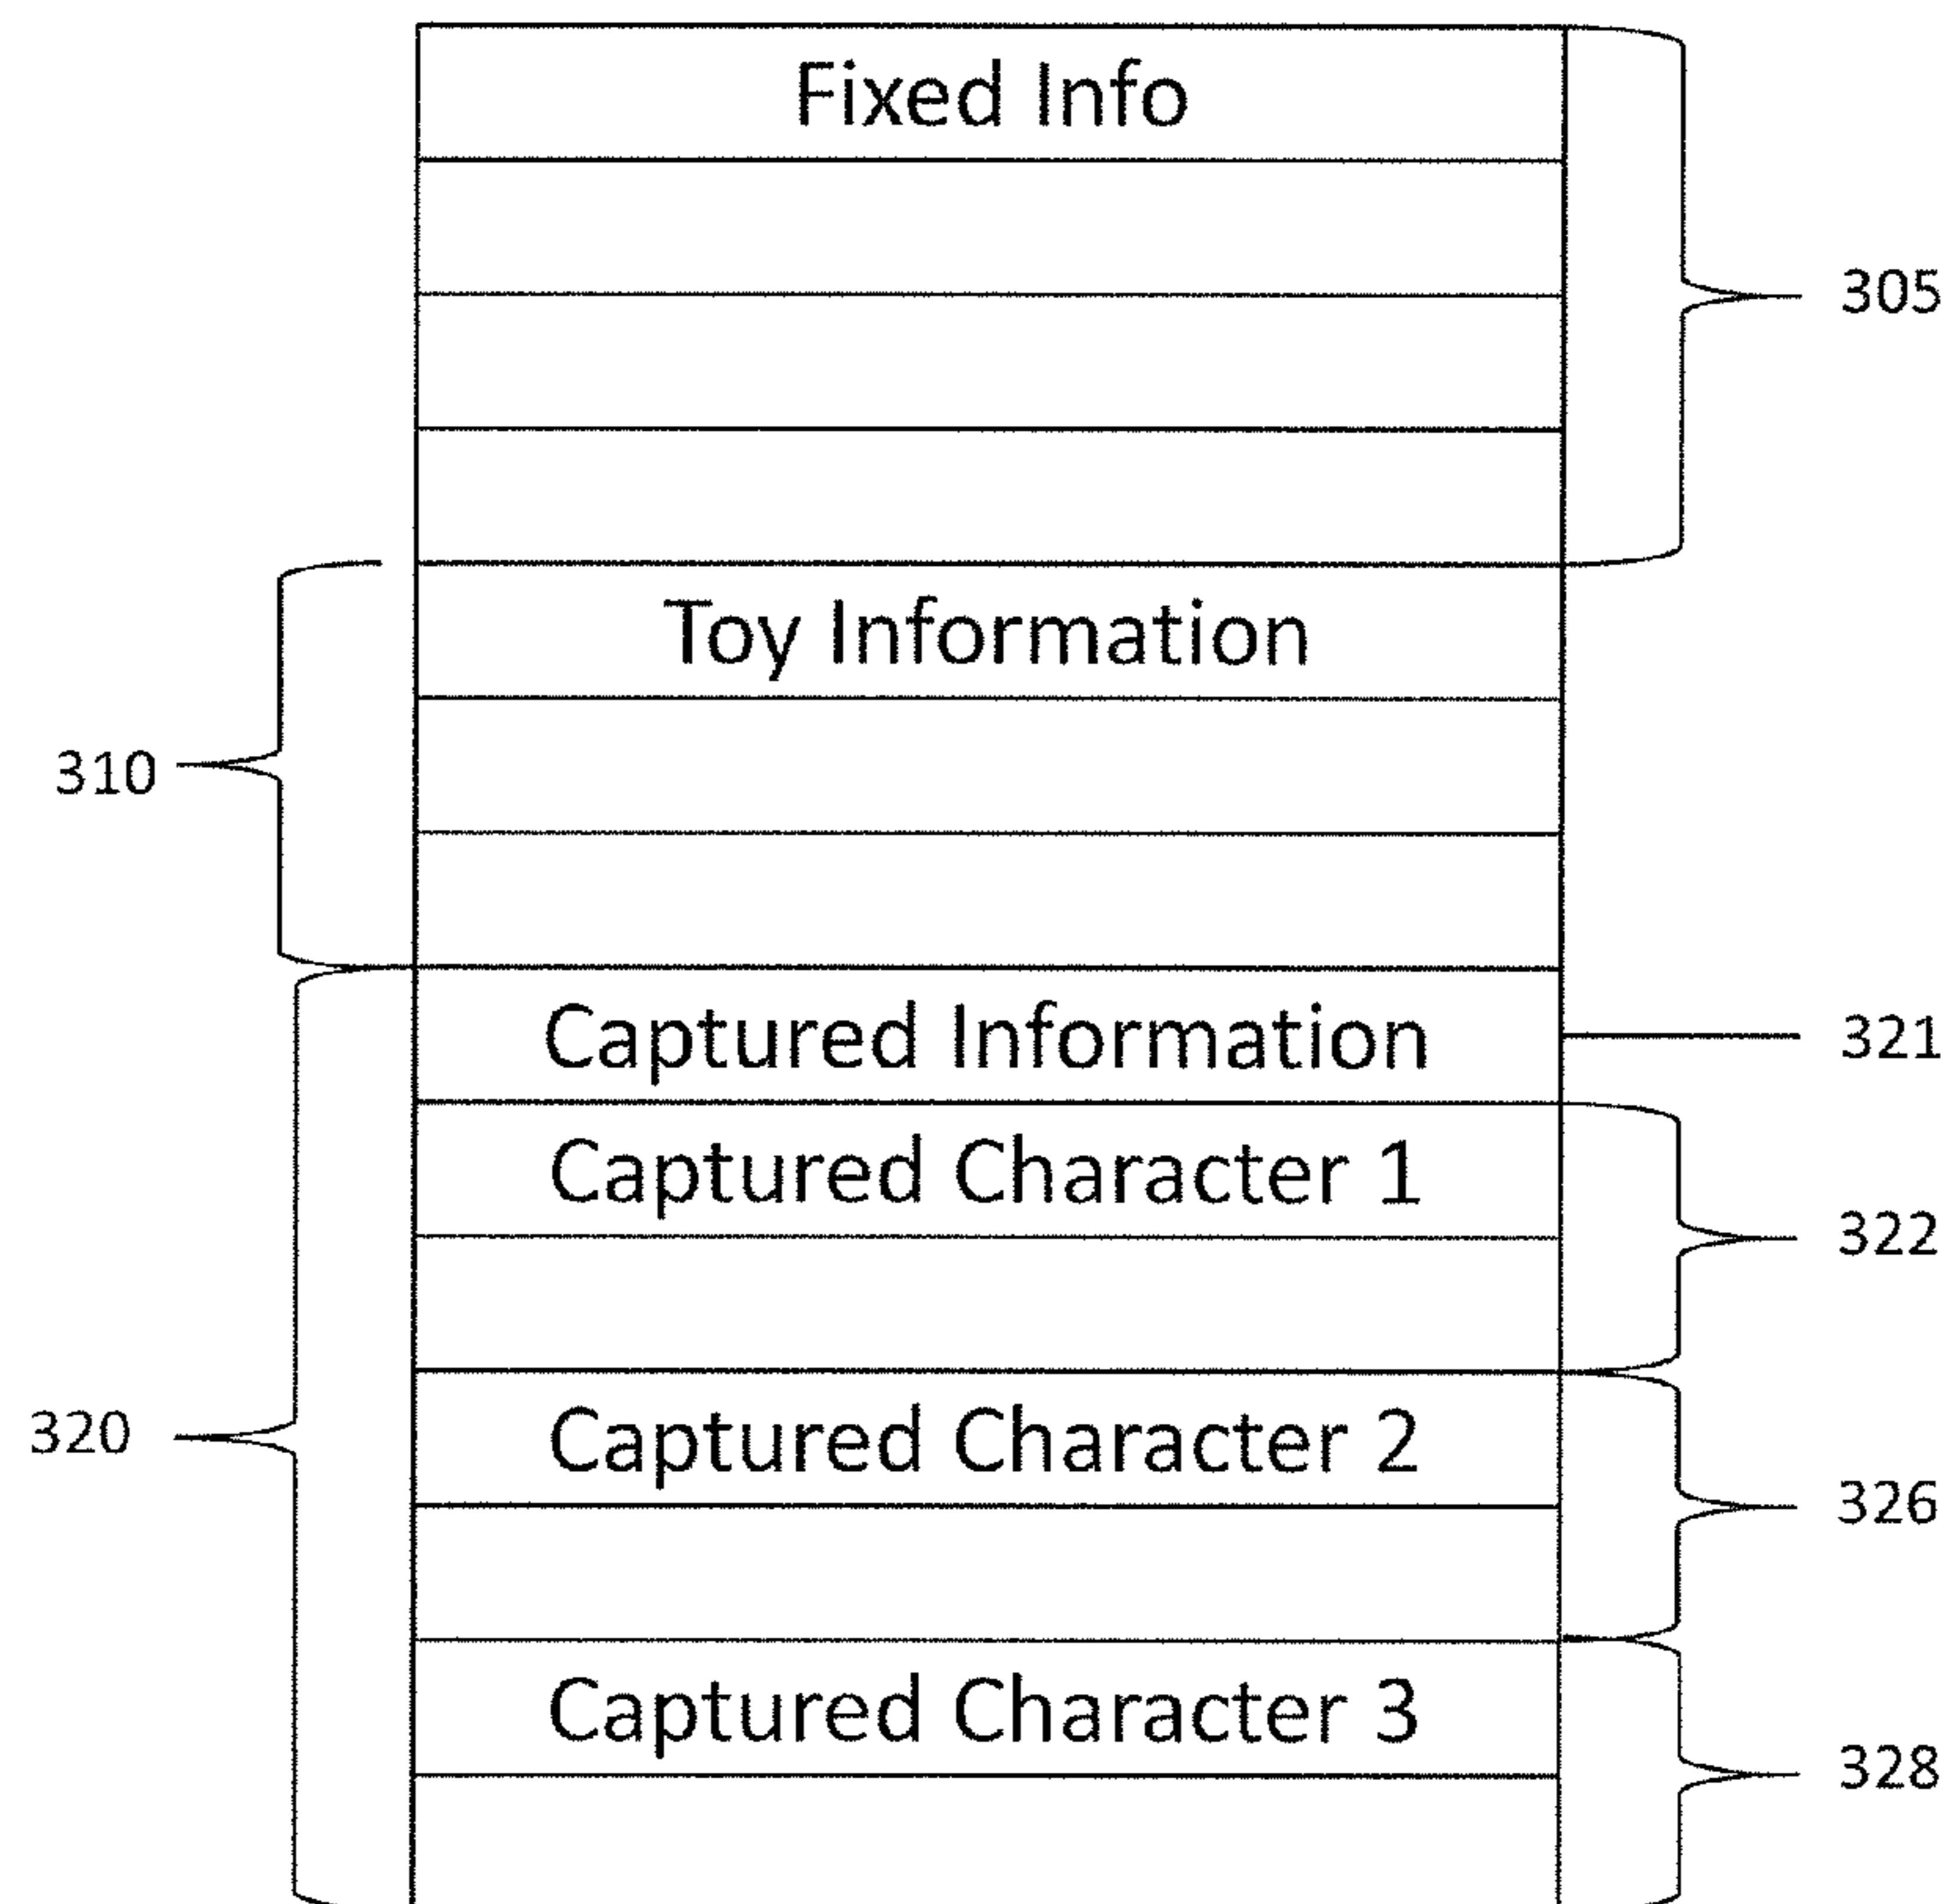 Fixed Info
305
Toy Information
310
Captured Information
321
Captured Character 1
322
320
Captured Character 2
326
Captured Character 3
328